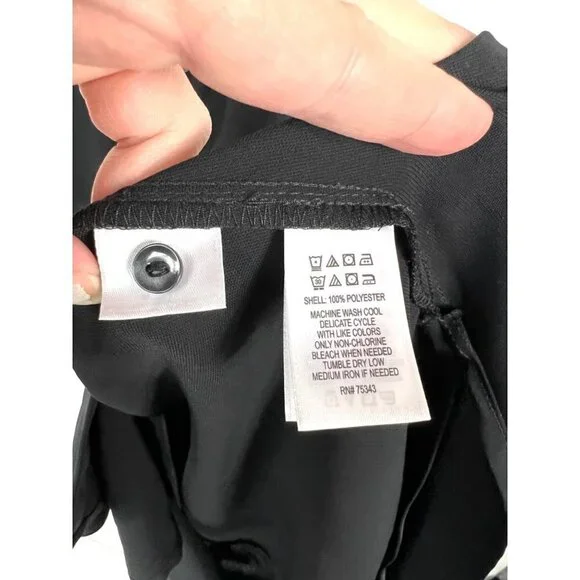 SHELL: 100% POLYESTER
MACHINE WASH COOL
DELICATE CYCLE
WITH LIKE COLORS
ONLY NON-CHLORINE
BLEACH WHEN NEEDED
TUMBLE DRY LOW
MEDIUM IRON IF NEEDED
RN# 75343